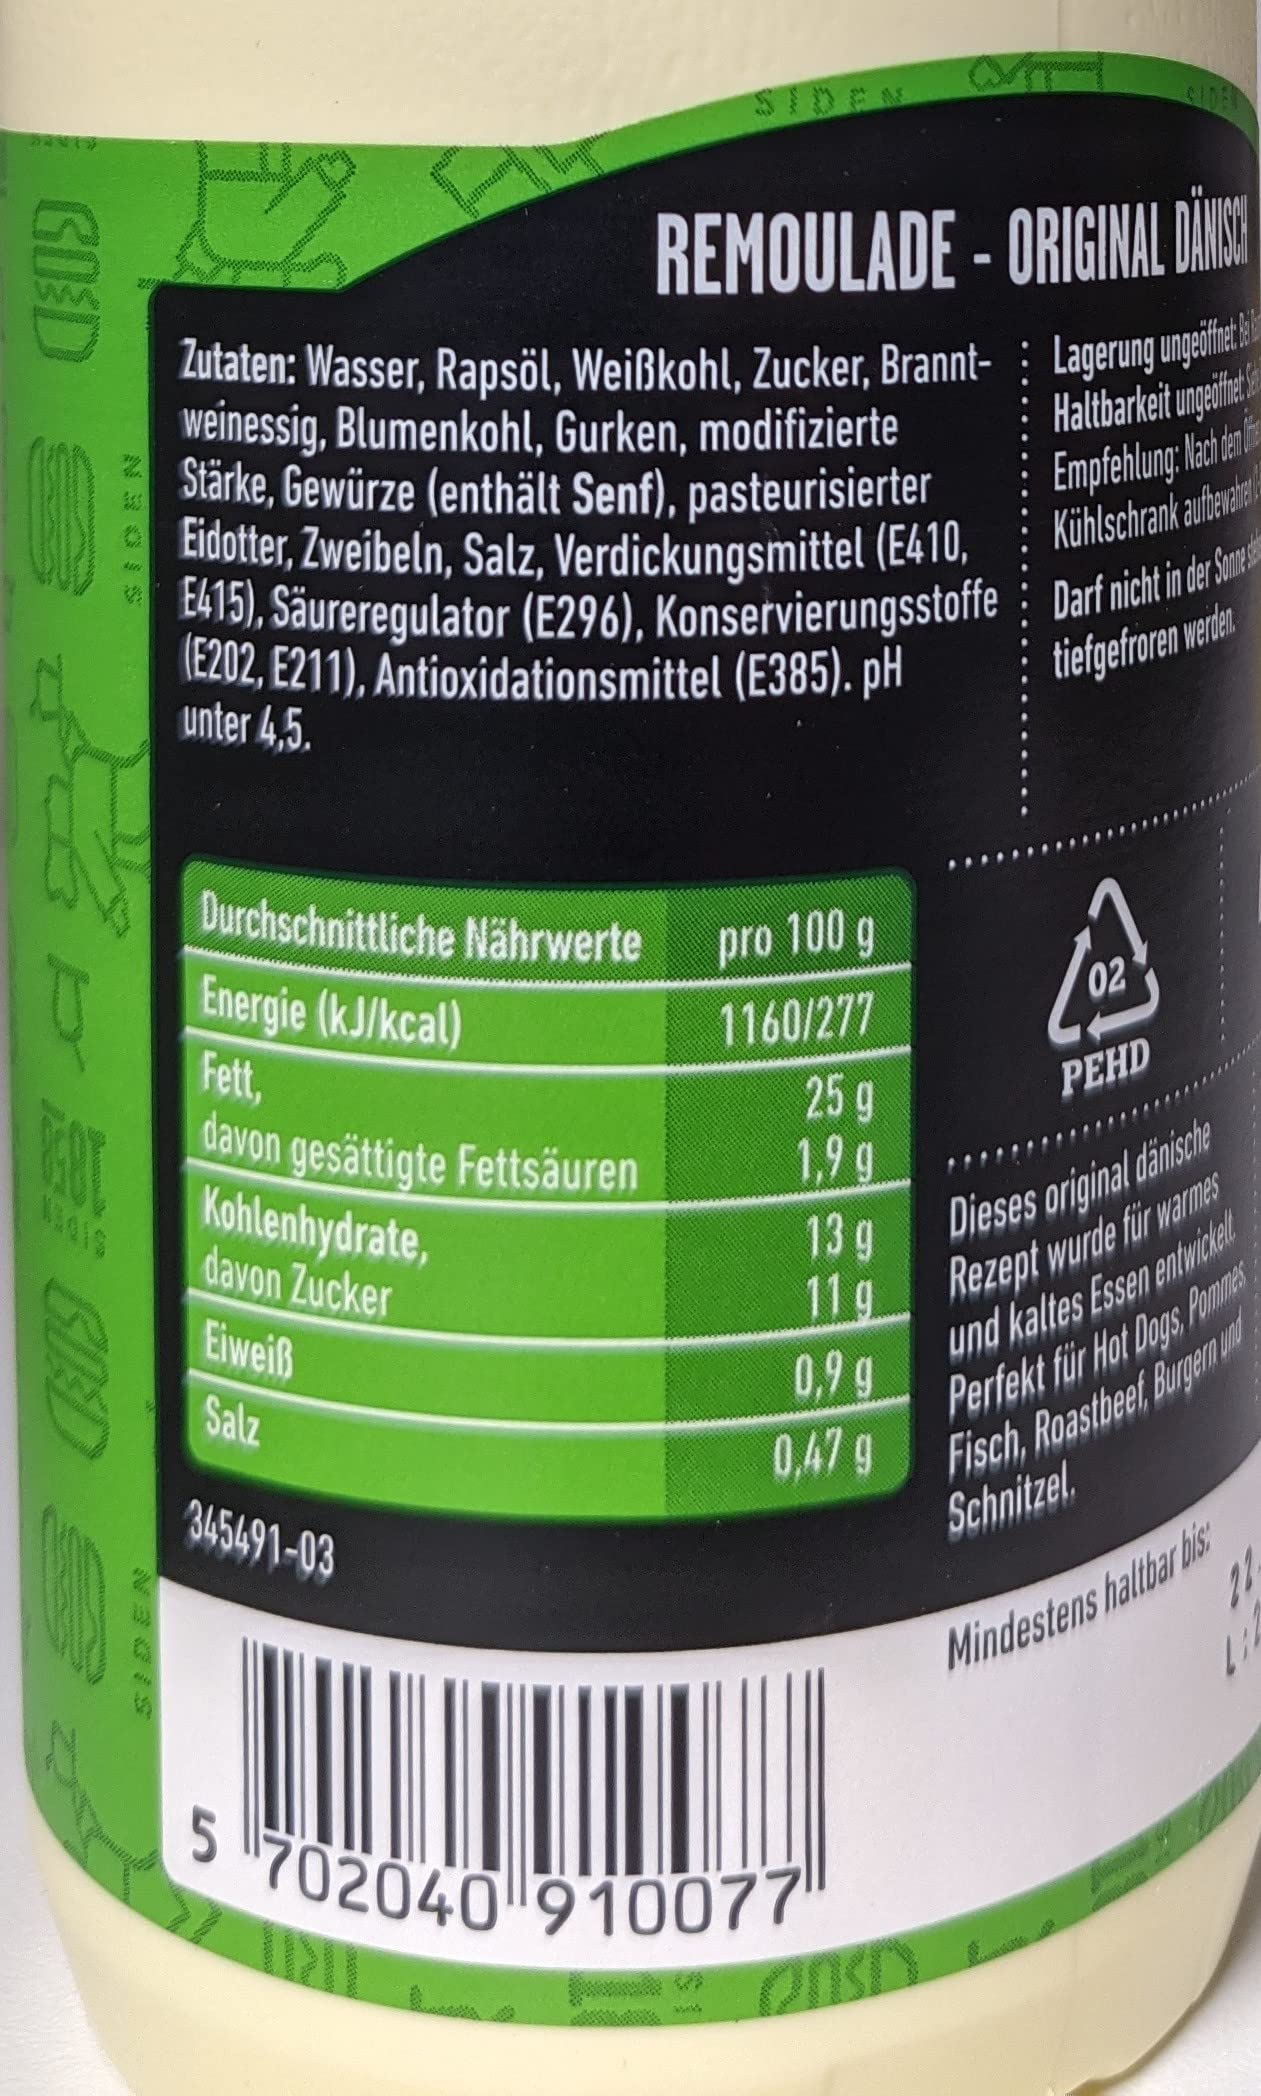 REMOULADE - ORIGINAL DÄNISCH
Zutaten: Wasser, Rapsöl, Weißkohl, Zucker, Brannt-
weinessig, Blumenkohl, Gurken, modifizierte
Stärke, Gewürze (enthält Senf), pasteurisierter
Eidotter, Zweibeln, Salz, Verdickungsmittel (E410,
E415), Säureregulator (E296), Konservierungsstoffe
(E202, E211), Antioxidationsmittel (E385). pH
unter 4,5.
Lagerung ungeöffnet: Bei
Haltbarkeit ungeöffnet:
Empfehlung: Nach dem
Kühlschrank aufbewahren
Darf nicht in der Sonne
tiefgefroren werden.
Durchschnittliche Nährwerte pro 100 g
Energie (kJ/kcal) 1160/277
Fett, 25 g
davon gesättigte Fettsäuren 1,9 g
Kohlenhydrate, 13 g
davon Zucker 11 g
Eiweiß 0,9 g
Salz 0,47 g
345491-03
02
PEHD
Dieses original dänische
Rezept wurde für warmes
und kaltes Essen entwickelt.
Perfekt für Hot Dogs, Pommes,
Fisch, Roastbeef, Burgern und
Schnitzel.
Mindestens haltbar bis:
5 702040 910077
SIDEN
SIDEN
SIDEN
SIDEN